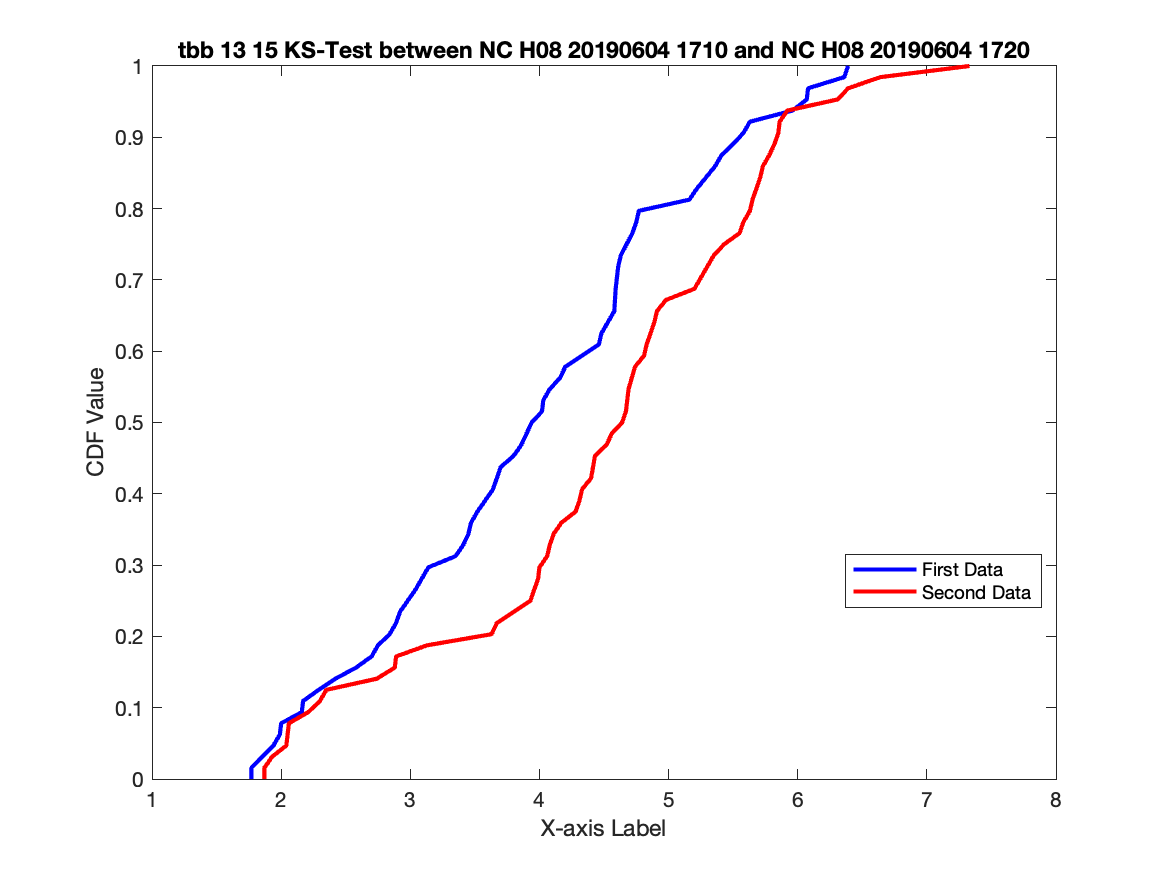 tbb 13 15 KS-Test between NC H08 20190604 1710 and NC H08 20190604 1720
1
0.9
0.8
0.7
0.6
0.5
0.4
0.3
0.2
0.1
0
CDF Value
First Data
Second Data
1 2 3 4 5 6 7 8
X-axis Label